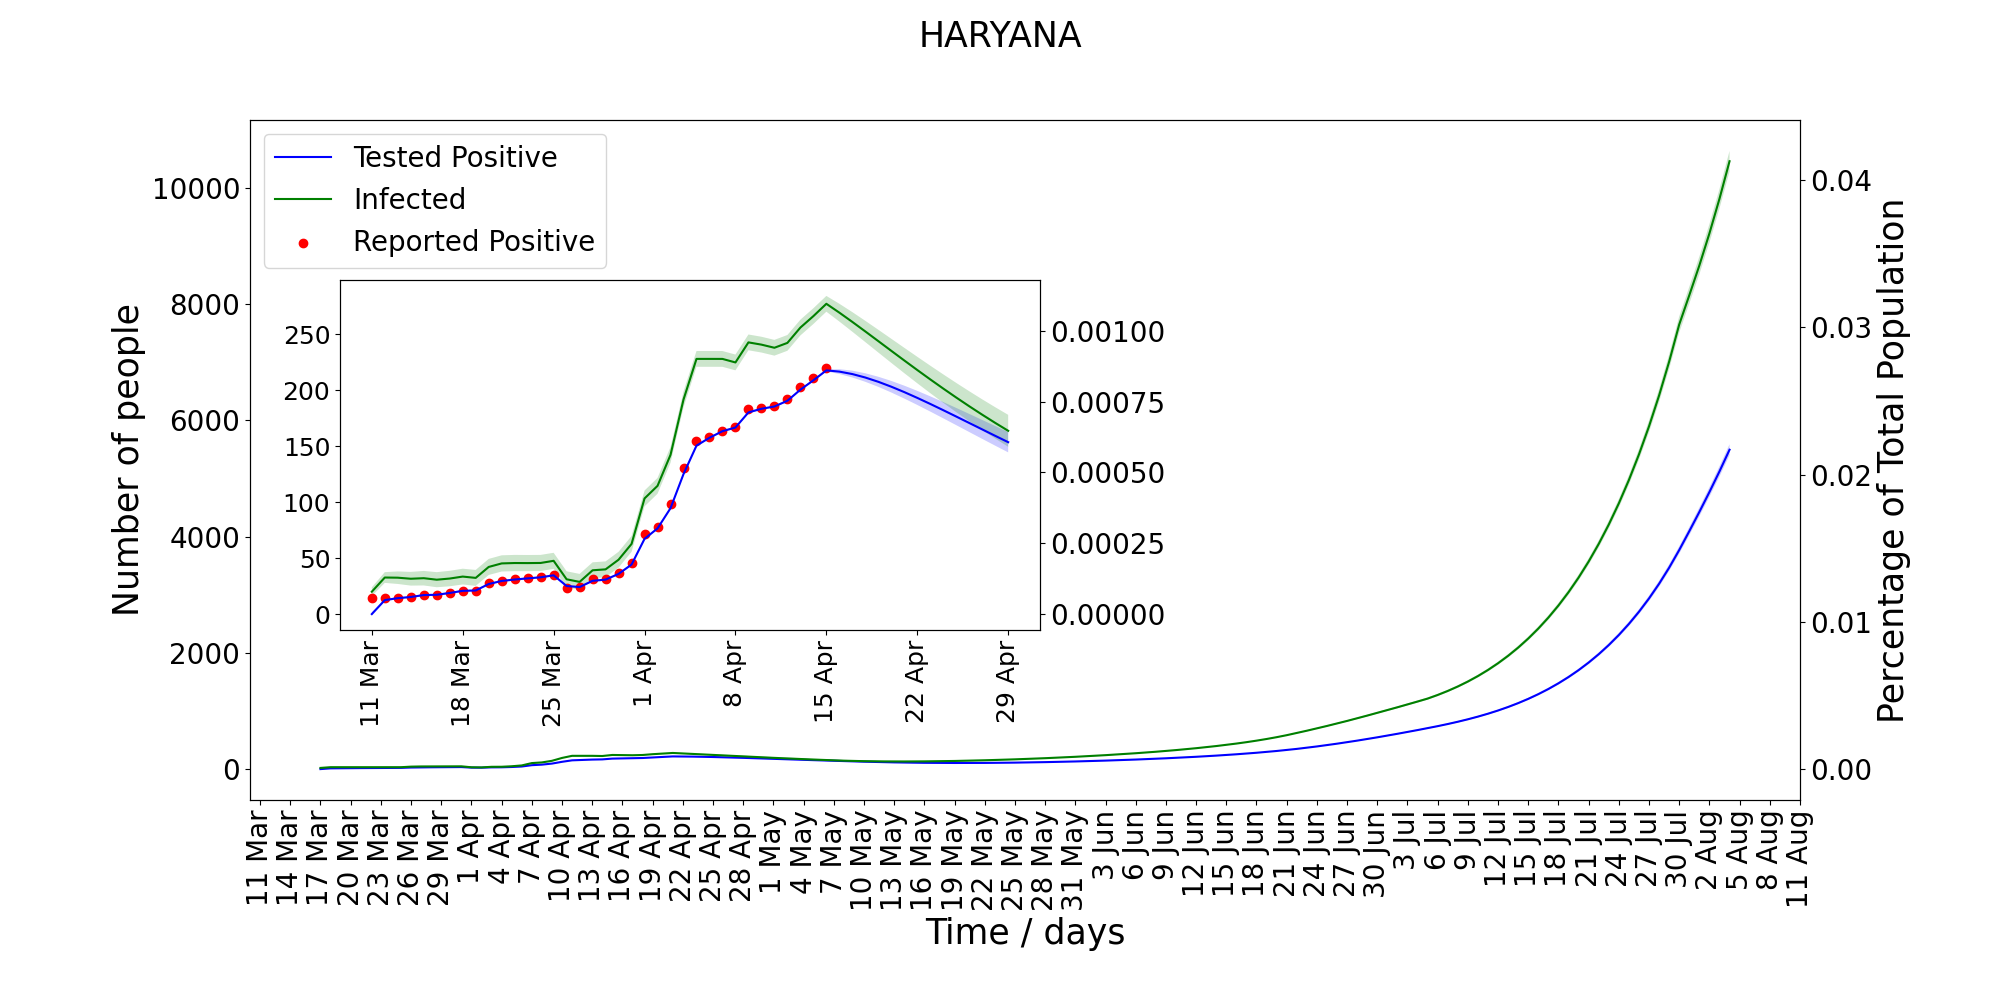 HARYANA
Tested Positive
Infected
Reported Positive
Number of people
10000
8000
6000
4000
2000
0
250
200
150
100
50
0
0.00100
0.00075
0.00050
0.00025
0.00000
11 Mar
18 Mar
25 Mar
1 Apr
8 Apr
15 Apr
22 Apr
29 Apr
0.04
0.03
0.02
0.01
0.00
Percentage of Total Population
11 Mar
14 Mar
17 Mar
20 Mar
23 Mar
26 Mar
29 Mar
1 Apr
4 Apr
7 Apr
10 Apr
13 Apr
16 Apr
19 Apr
22 Apr
25 Apr
28 Apr
1 May
4 May
7 May
10 May
13 May
16 May
19 May
22 May
25 May
28 May
31 May
3 Jun
6 Jun
9 Jun
12 Jun
15 Jun
18 Jun
21 Jun
24 Jun
27 Jun
30 Jun
3 Jul
6 Jul
9 Jul
12 Jul
15 Jul
18 Jul
21 Jul
24 Jul
27 Jul
30 Jul
2 Aug
5 Aug
8 Aug
11 Aug
Time / days